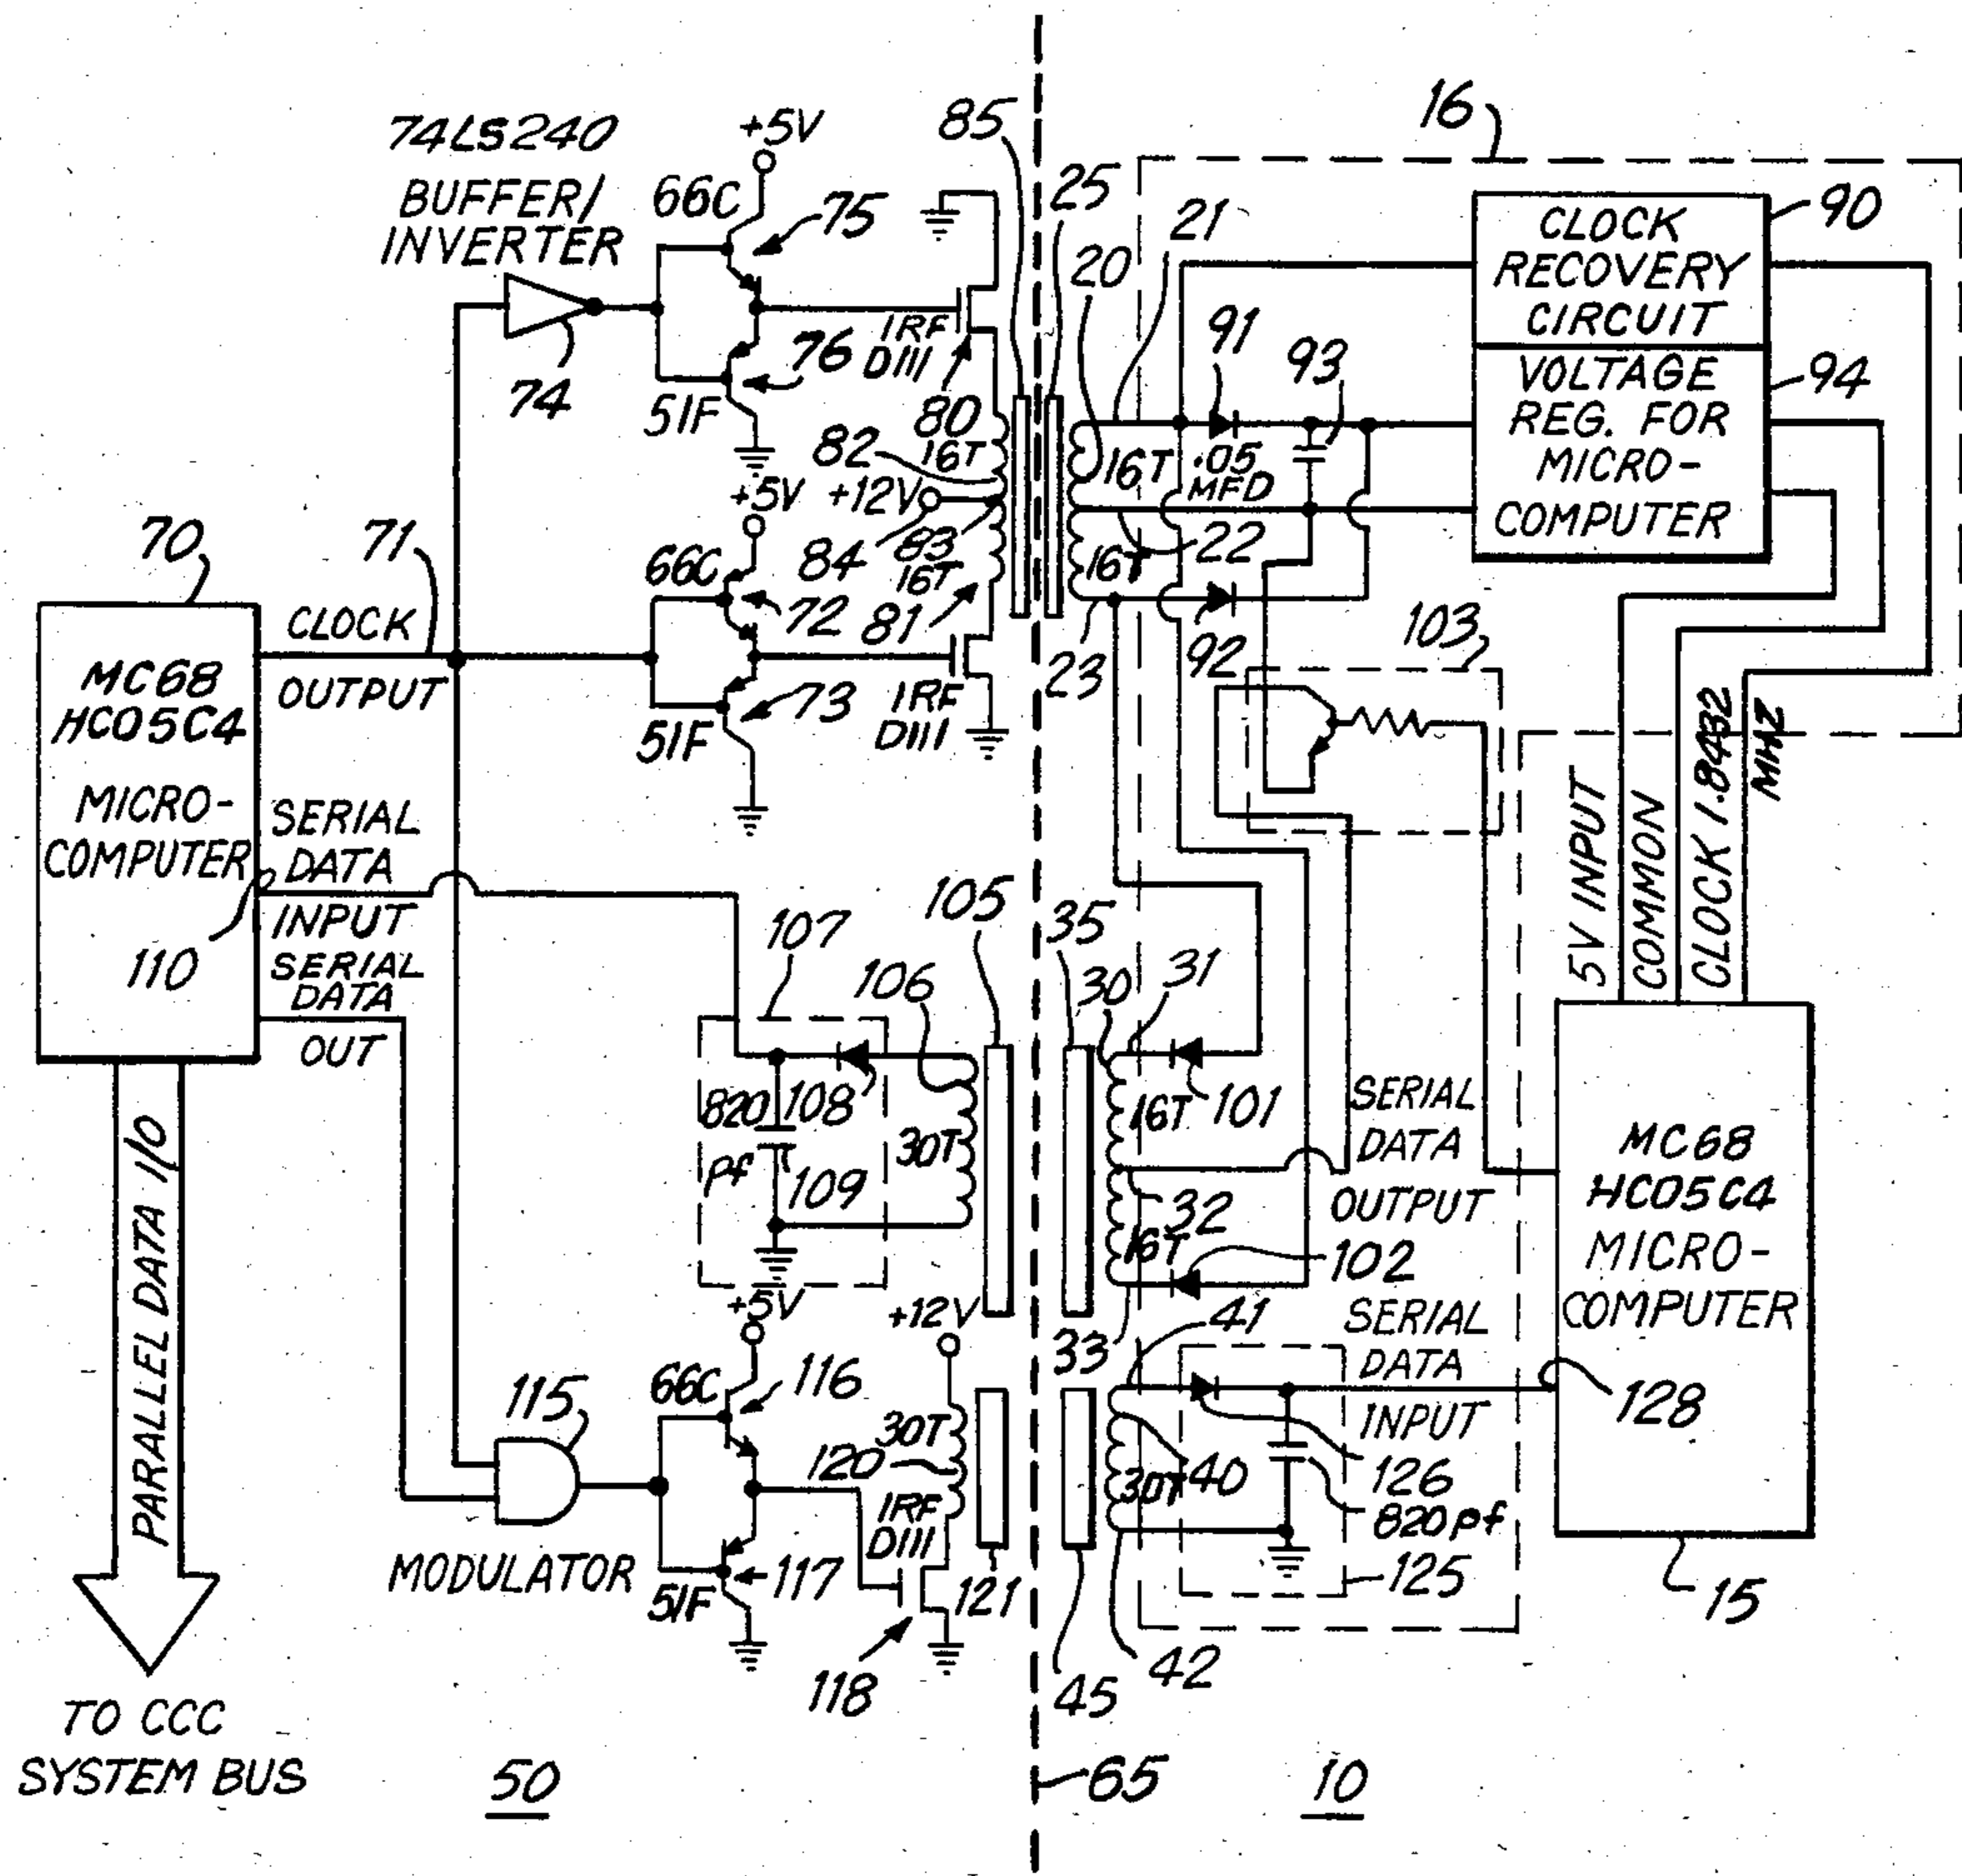 74LS240
BUFFER/
INVERTER
74
+5V
66C
75
76
51F
85
25
16
21
20
80
IRF
D111
16T
82
+5V
+12V
83
84
16T
81
91
93
.05
MFD
16T
16T
22
23
92
CLOCK
RECOVERY
CIRCUIT
90
VOLTAGE
REG. FOR
MICRO-
COMPUTER
94
70
71
CLOCK
OUTPUT
66C
72
73
51F
IRF
D111
103
MC68
HC05C4
MICRO-
COMPUTER
SERIAL
DATA
INPUT
110
SERIAL
DATA
OUT
5V INPUT
COMMON
CLOCK 1.8432
MHZ
107
106
105
35
30
31
820
pf
108
109
30T
16T
101
32
16T
102
33
SERIAL
DATA
OUTPUT
PARALLEL DATA I/O
MC68
HC05C4
MICRO-
COMPUTER
15
+5V
+12V
66C
116
115
30T
120
IRF
D111
MODULATOR
51F
117
118
121
41
SERIAL
DATA
INPUT
128
30T
40
126
820 pf
125
42
45
TO CCC
SYSTEM BUS
50
65
10